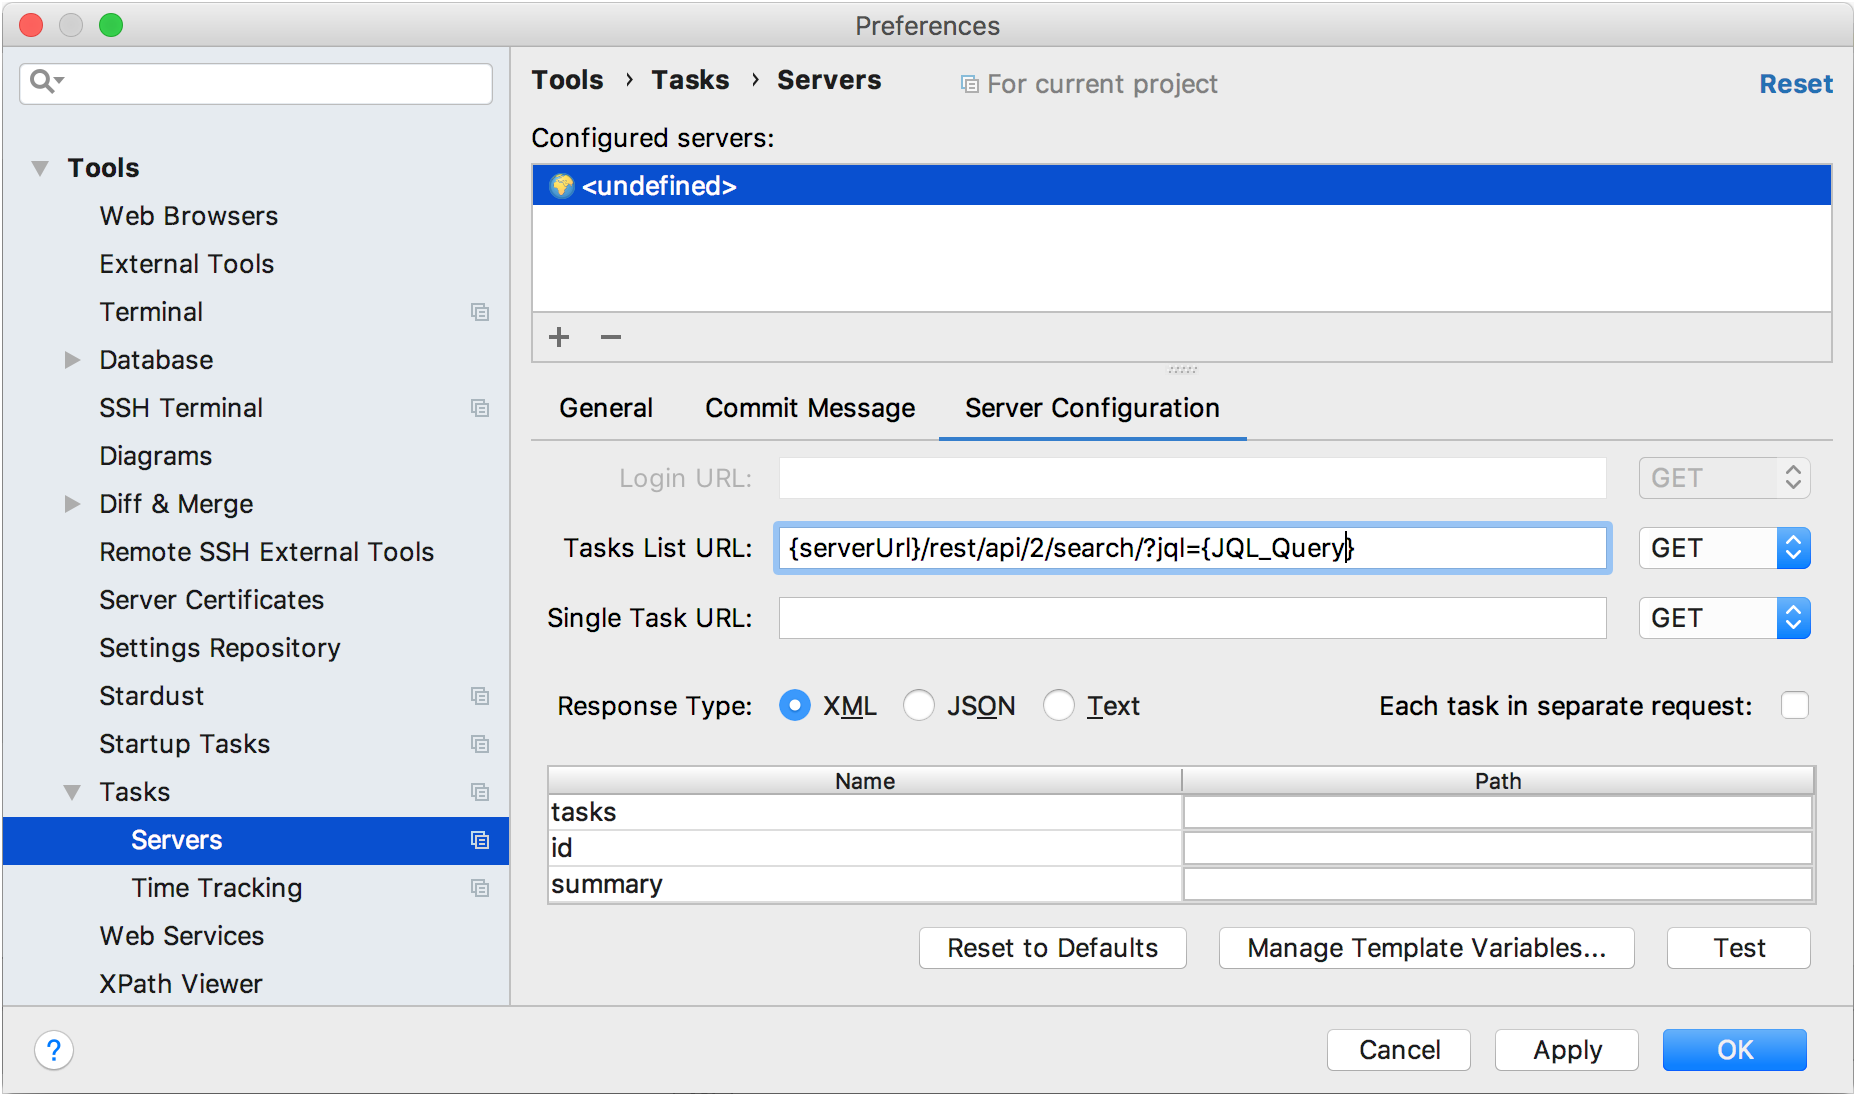 Preferences
Tools › Tasks › Servers
For current project
Reset
Tools
Web Browsers
External Tools
Terminal
Database
SSH Terminal
Diagrams
Diff & Merge
Remote SSH External Tools
Server Certificates
Settings Repository
Stardust
Startup Tasks
Tasks
Servers
Time Tracking
Web Services
XPath Viewer
Configured servers:
<undefined>
General Commit Message Server Configuration
Login URL: GET
Tasks List URL: {serverUrl}/rest/api/2/search/?jql={JQL_Query} GET
Single Task URL: GET
Response Type: XML JSON Text Each task in separate request:
Name Path
tasks
id
summary
Reset to Defaults Manage Template Variables... Test
? Cancel Apply OK